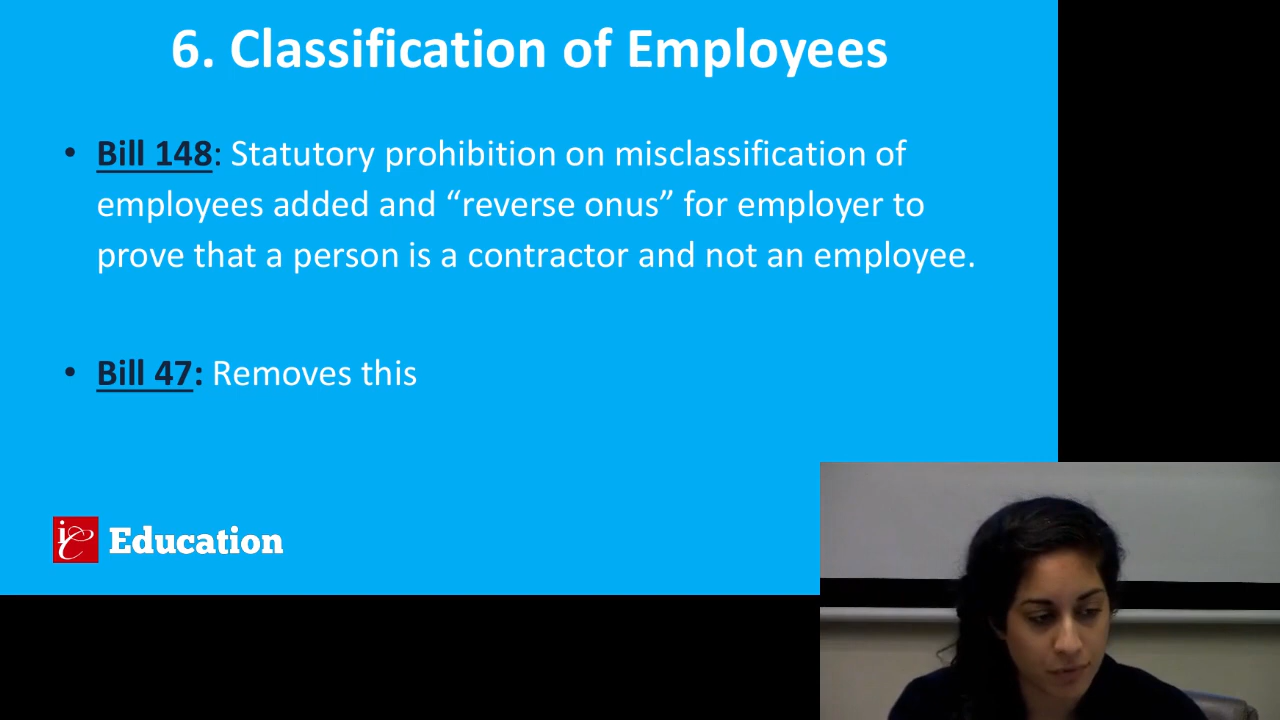 6. Classification of Employees
• Bill 148: Statutory prohibition on misclassification of
employees added and “reverse onus” for employer to
prove that a person is a contractor and not an employee.
• Bill 47: Removes this
ic Education